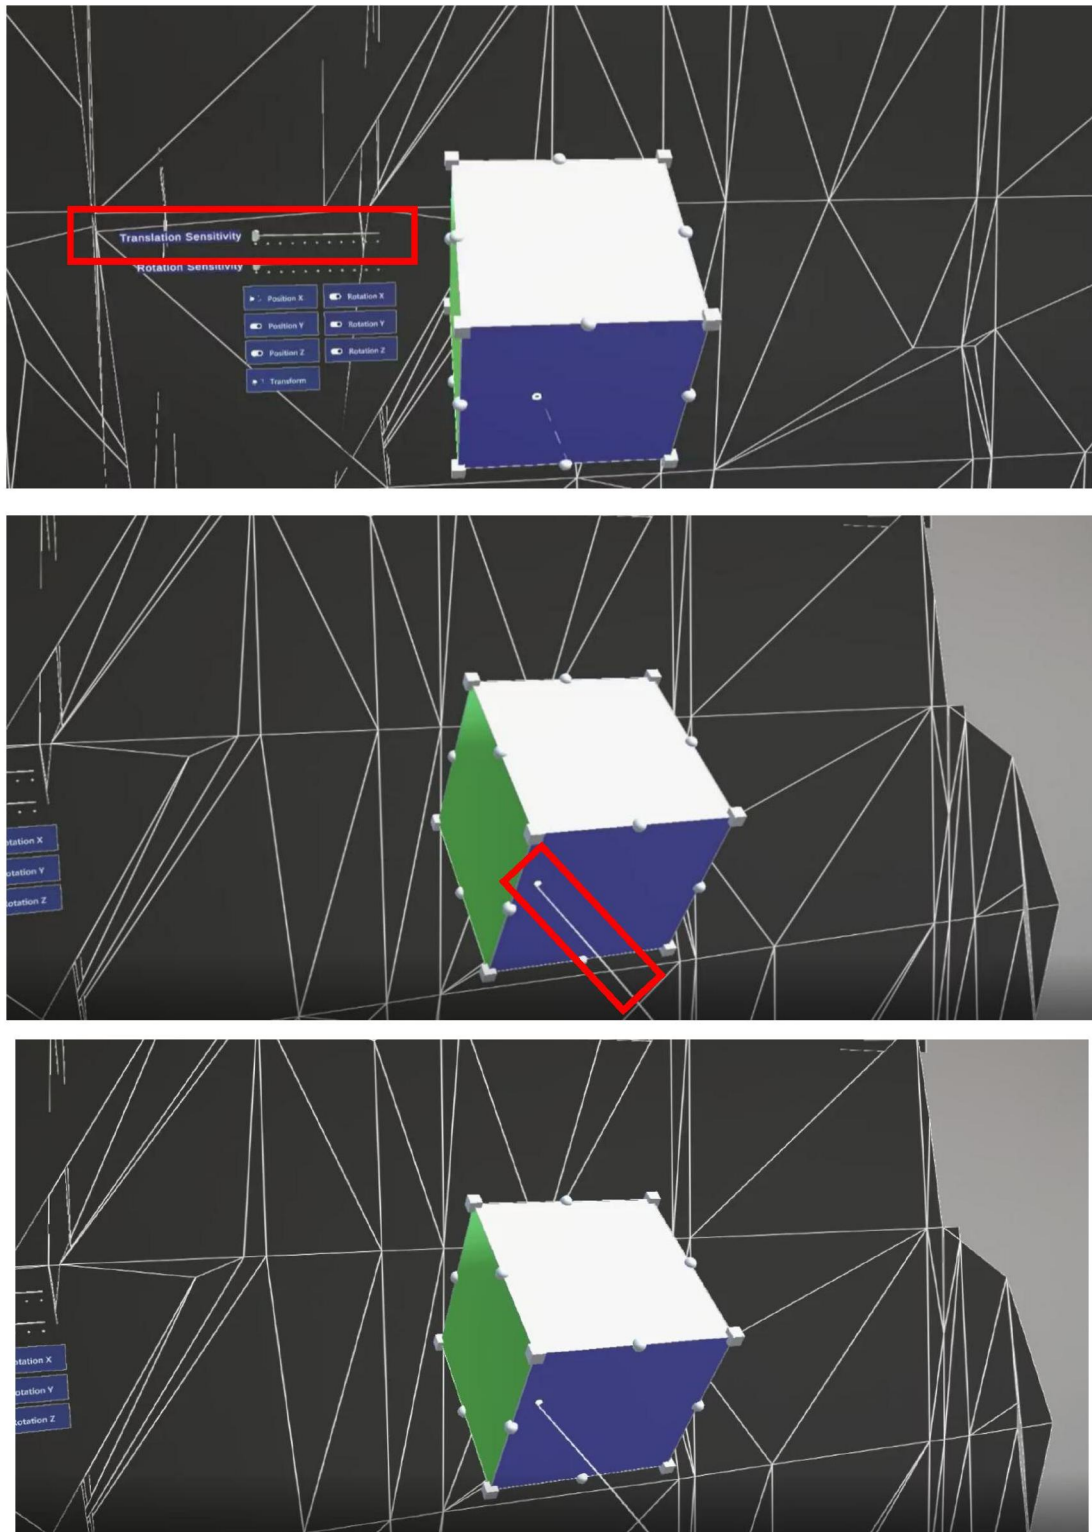 Translation Sensitivity
Rotation Sensitivity
Position X Rotation X
Position Y Rotation Y
Position Z Rotation Z
Transform
otation X
otation Y
otation Z
otation X
otation Y
otation Z